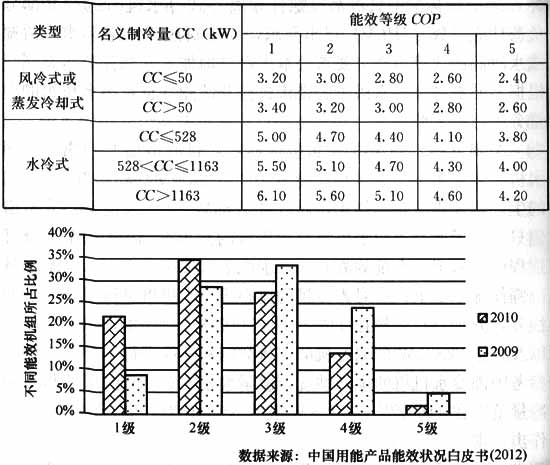 类型 名义制冷量 CC（kW） 能效等级 COP
1 2 3 4 5
风冷式或蒸发冷却式 CC≤50 3.20 3.00 2.80 2.60 2.40
CC>50 3.40 3.20 3.00 2.80 2.60
水冷式 CC≤528 5.00 4.70 4.40 4.10 3.80
528<CC≤1163 5.50 5.10 4.70 4.30 4.00
CC>1163 6.10 5.60 5.10 4.60 4.20
不同能效机组所占比例
40%
35%
30%
25%
20%
15%
10%
5%
0%
1级 2级 3级 4级 5级
2010
2009
数据来源：中国用能产品能效状况白皮书(2012)